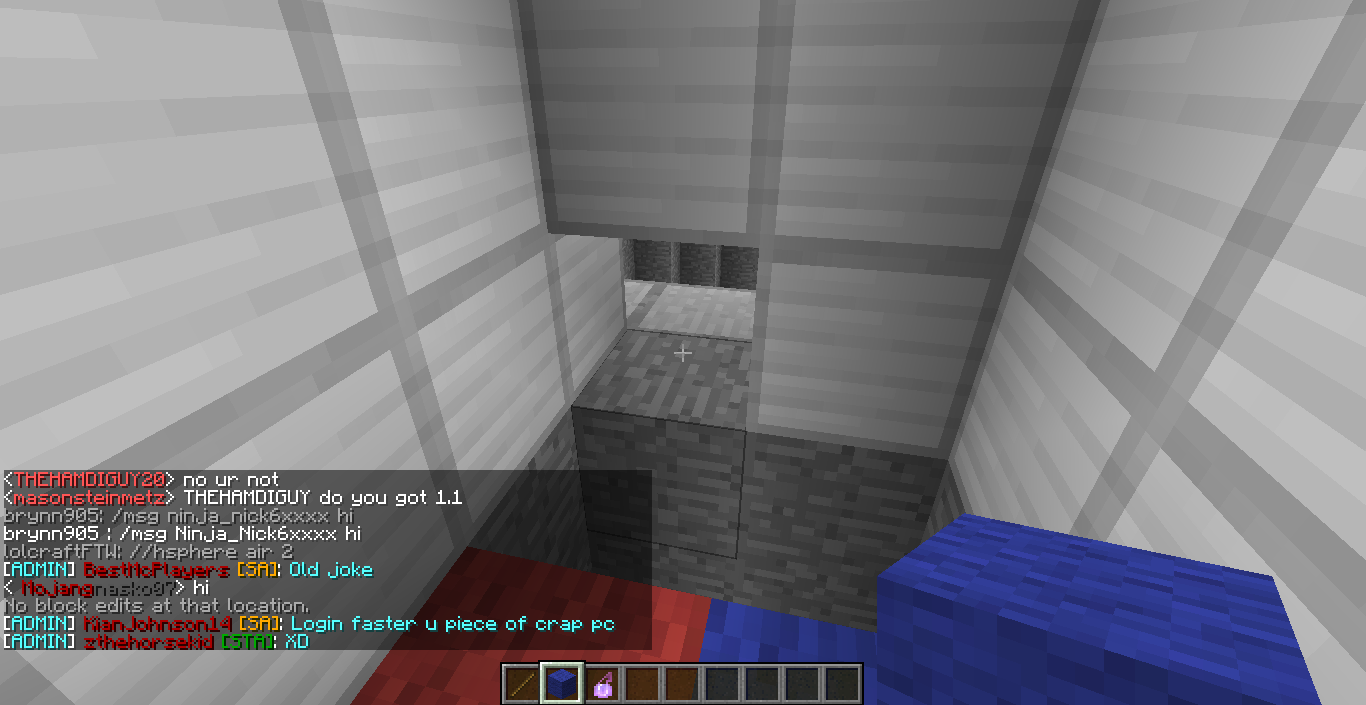 <THEHAMDIGUY20> no ur not
<masonsteinmetz> THEHAMDIGUY do you got 1.1
brynn905: /msg ninja_nick6xxxx hi
brynn905 : /msg Ninja_Nick6xxxx hi
lolcraftFTW: //hsphere air 2
[ADMIN] BestMcPlayers [SA]: Old joke
< Mojangmasko97> hi
No block edits at that location.
[ADMIN] KianJohnson14 [SA]: Login faster u piece of crap pc
[ADMIN] zthehorsekid [STA]: XD